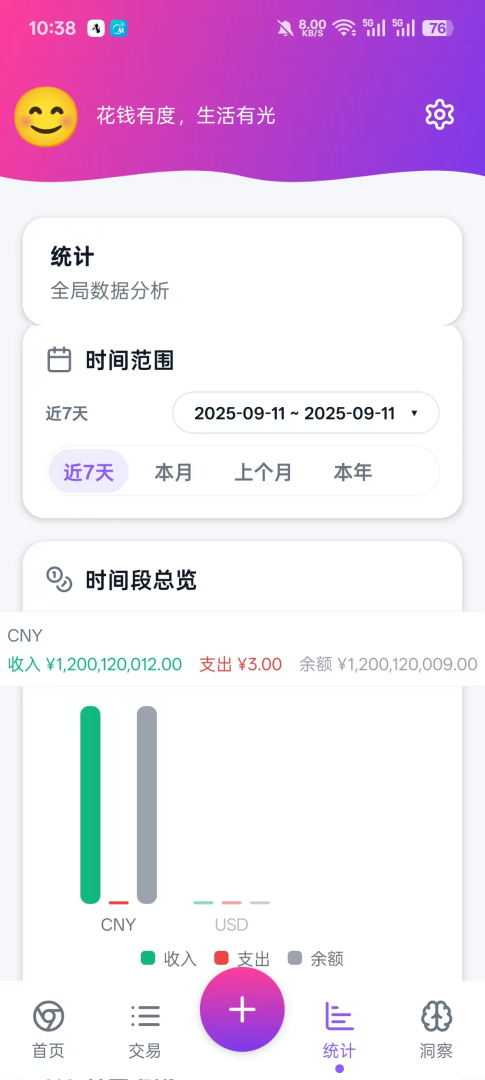 10:38 8.00 KB/S 5G 5G 76
花钱有度，生活有光
统计
全局数据分析
时间范围
近7天 2025-09-11 ~ 2025-09-11 ▼
近7天 本月 上个月 本年
时间段总览
CNY
收入 ¥1,200,120,012.00 支出 ¥3.00 余额 ¥1,200,120,009.00
CNY USD
收入 支出 余额
首页 交易 统计 洞察